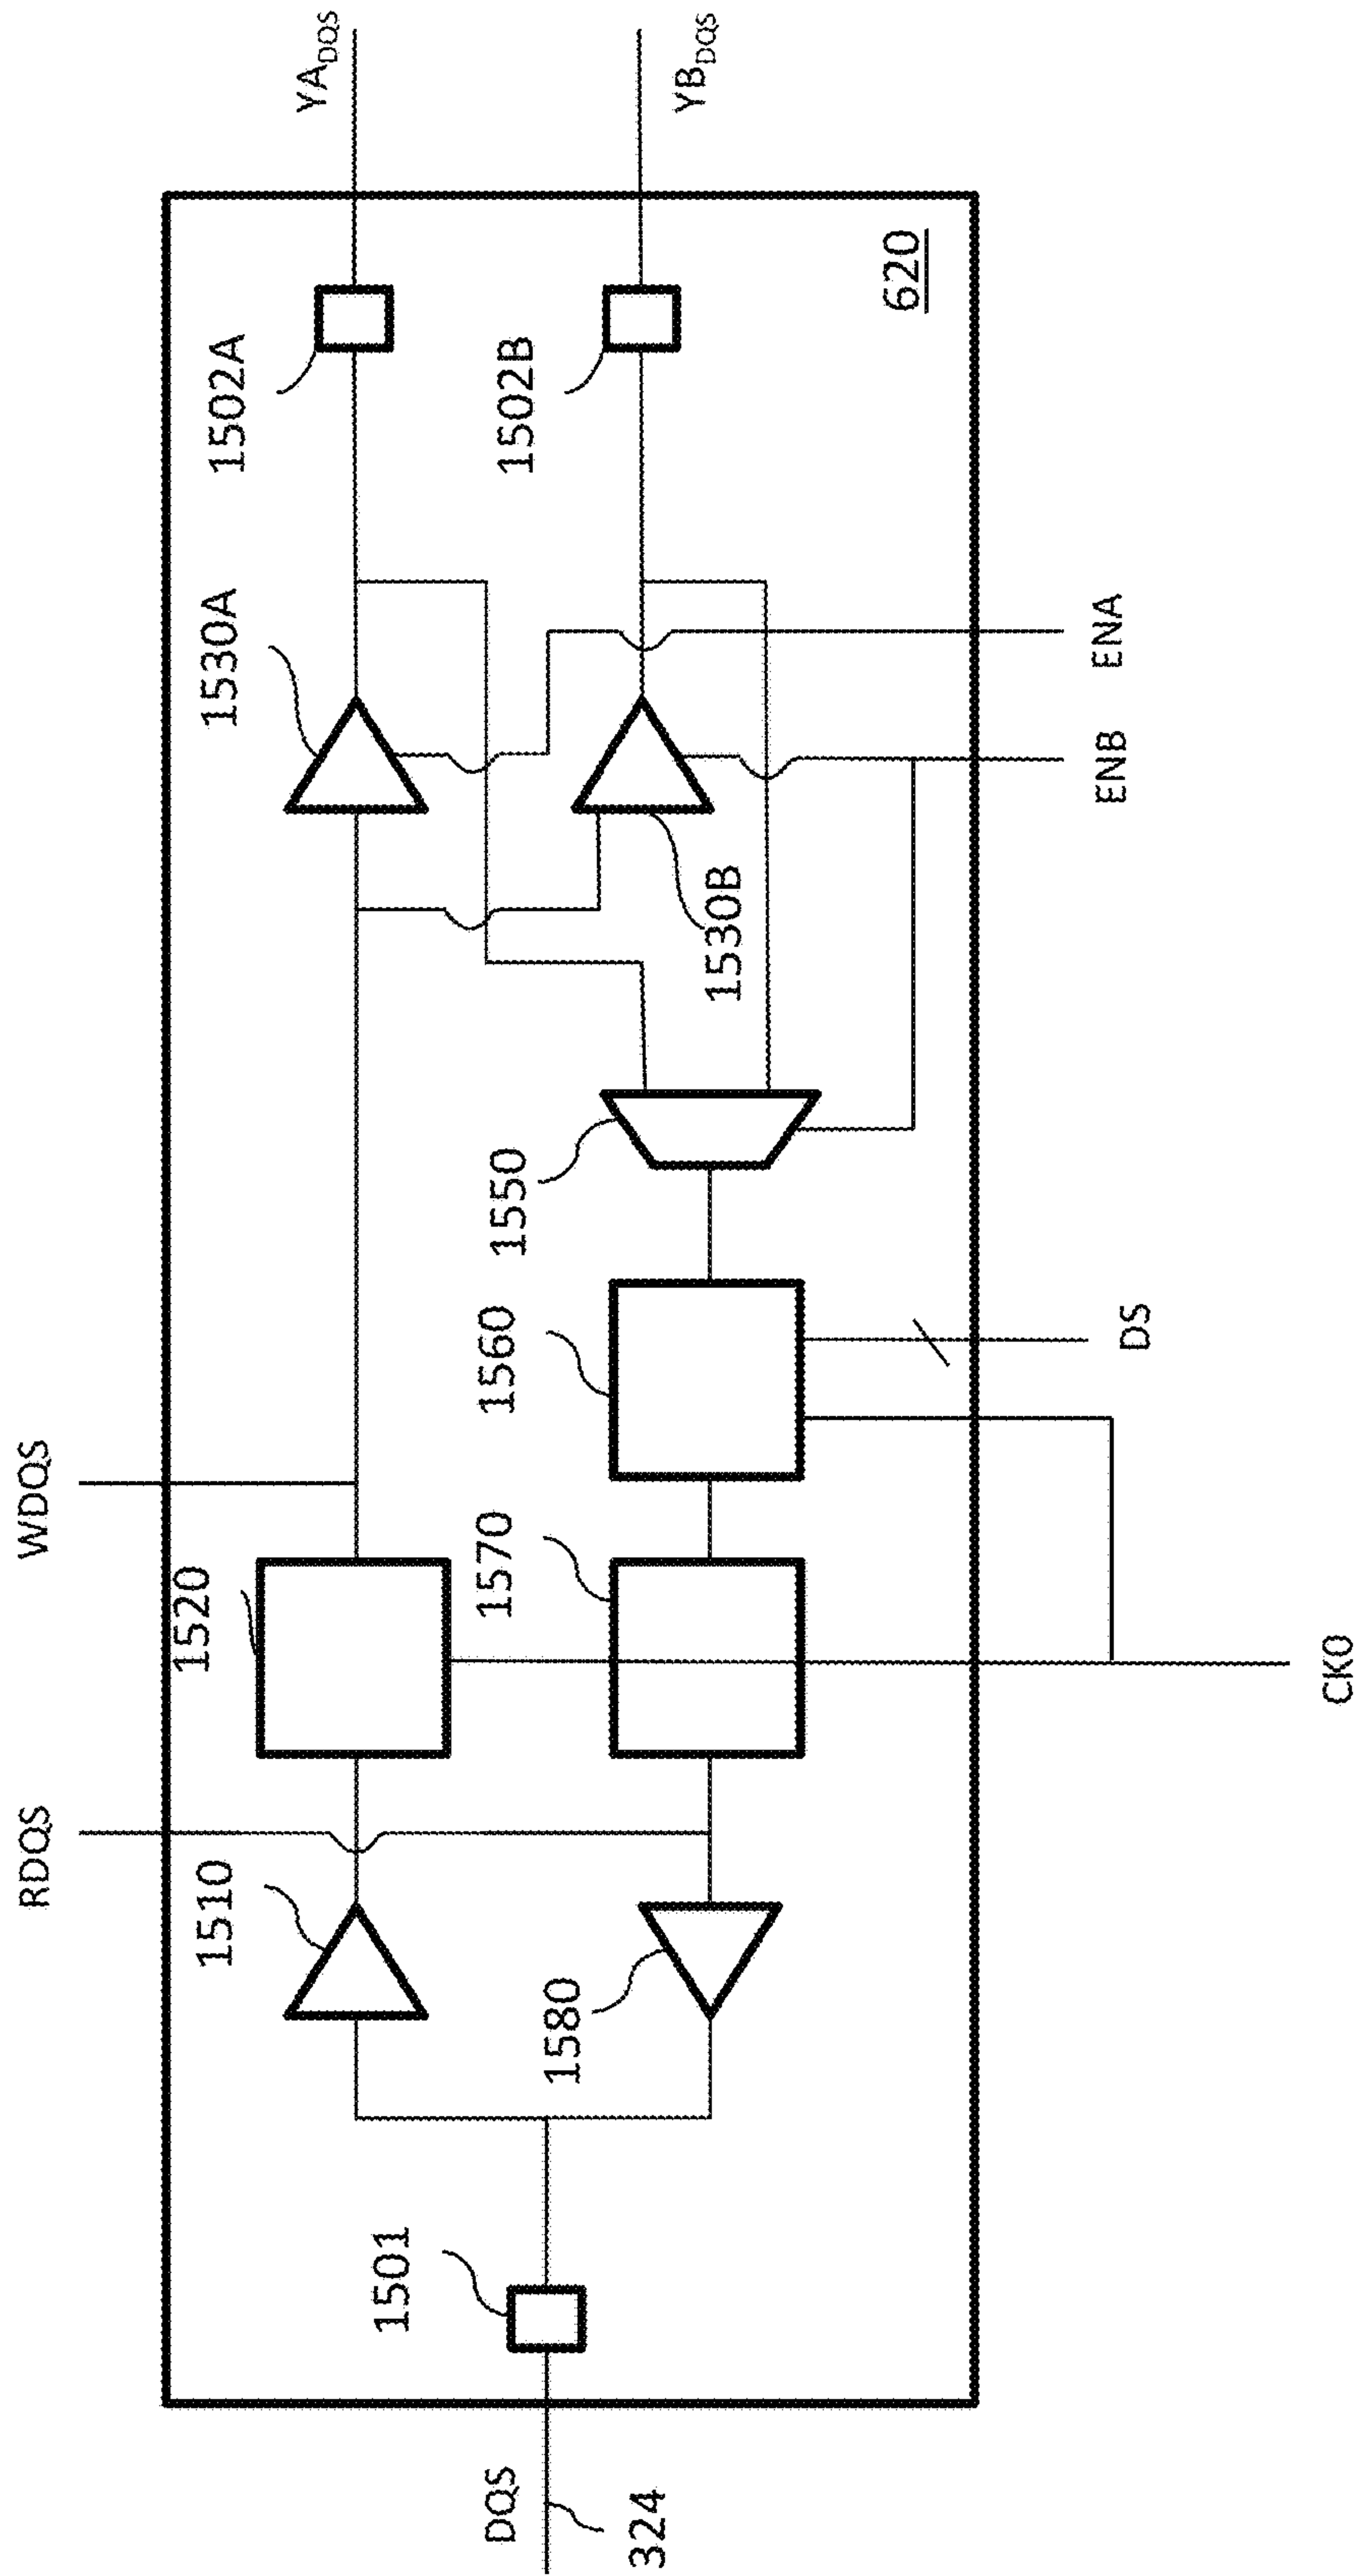 RDQS
WDQS
1510
1520
1530A
1502A
YA_DQS
DQS
324
1501
1580
1570
1560
1550
1530B
1502B
YB_DQS
620
CK0
DS
ENB
ENA